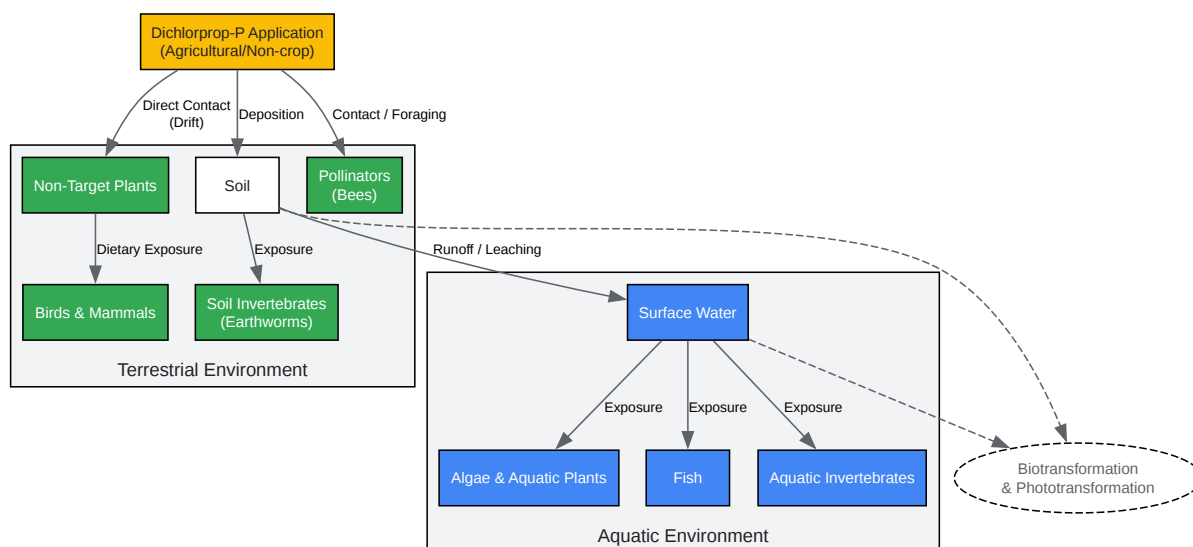 Dichlorprop-P Application
(Agricultural/Non-crop)
Direct Contact
(Drift)
Deposition
Contact / Foraging
Non-Target Plants
Soil
Pollinators
(Bees)
Dietary Exposure
Exposure
Runoff / Leaching
Birds & Mammals
Soil Invertebrates
(Earthworms)
Surface Water
Terrestrial Environment
Exposure
Exposure
Exposure
Algae & Aquatic Plants
Fish
Aquatic Invertebrates
Biotransformation
& Phototransformation
Aquatic Environment